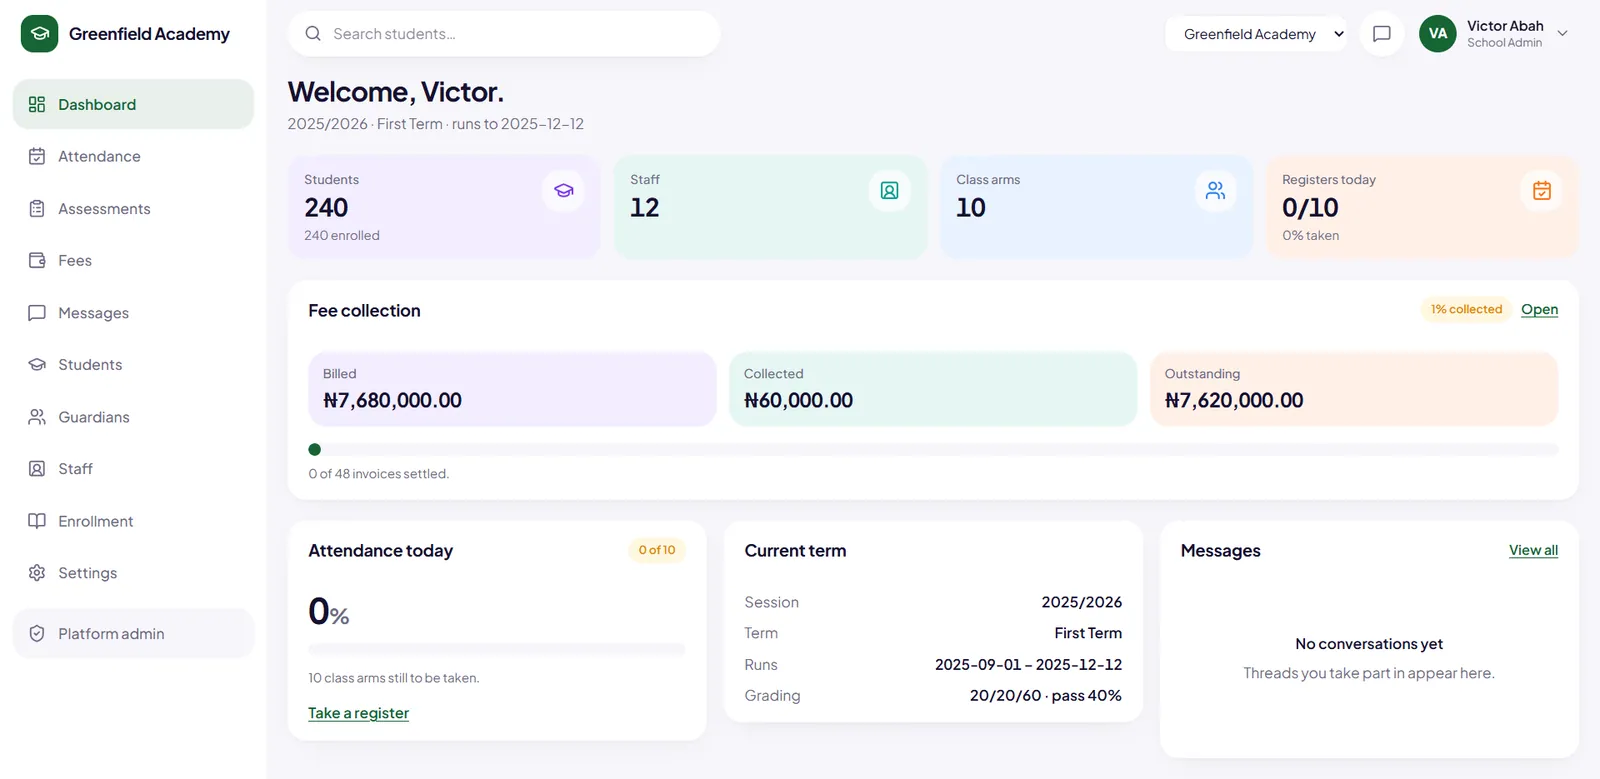 Greenfield Academy
Search students...
Greenfield Academy
VA
Victor Abah
School Admin
Dashboard
Attendance
Assessments
Fees
Messages
Students
Guardians
Staff
Enrollment
Settings
Platform admin
Welcome, Victor.
2025/2026 · First Term · runs to 2025-12-12
Students
240
240 enrolled
Staff
12
Class arms
10
Registers today
0/10
0% taken
Fee collection
1% collected
Open
Billed
₦7,680,000.00
Collected
₦60,000.00
Outstanding
₦7,620,000.00
0 of 48 invoices settled.
Attendance today
0 of 10
0%
10 class arms still to be taken.
Take a register
Current term
Session 2025/2026
Term First Term
Runs 2025-09-01 – 2025-12-12
Grading 20/20/60 · pass 40%
Messages
View all
No conversations yet
Threads you take part in appear here.